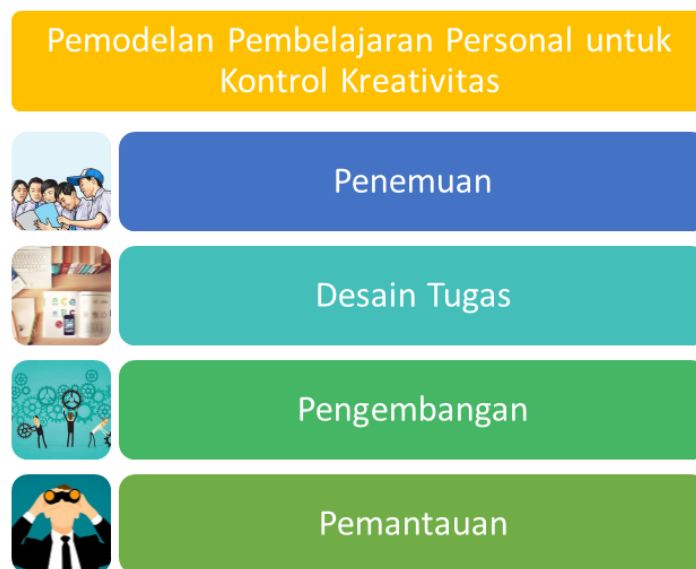 Pemodelan Pembelajaran Personal untuk
Kontrol Kreativitas
Penemuan
Desain Tugas
Pengembangan
Pemantauan